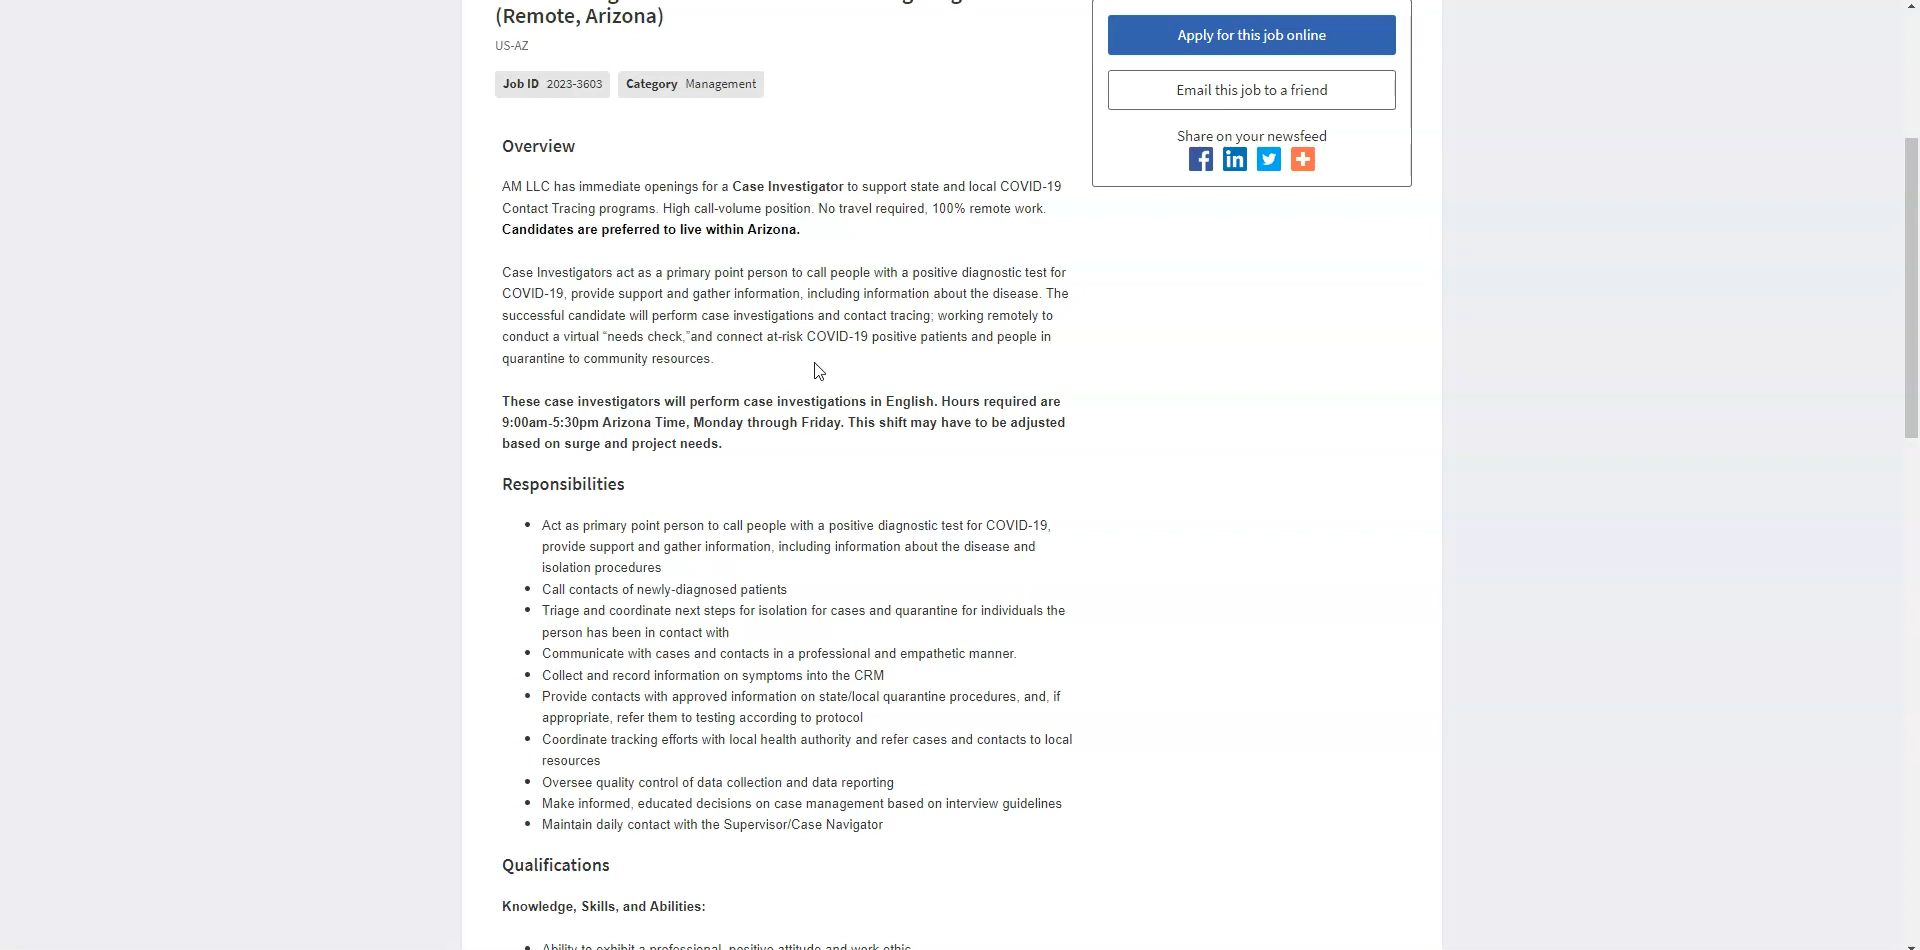 (Remote, Arizona)
US-AZ
Job ID 2023-3603 Category Management
Apply for this job online
Email this job to a friend
Share on your newsfeed
Overview
AM LLC has immediate openings for a Case Investigator to support state and local COVID-19
Contact Tracing programs. High call-volume position. No travel required, 100% remote work.
Candidates are preferred to live within Arizona.
Case Investigators act as a primary point person to call people with a positive diagnostic test for
COVID-19, provide support and gather information, including information about the disease. The
successful candidate will perform case investigations and contact tracing; working remotely to
conduct a virtual “needs check,”and connect at-risk COVID-19 positive patients and people in
quarantine to community resources.
These case investigators will perform case investigations in English. Hours required are
9:00am-5:30pm Arizona Time, Monday through Friday. This shift may have to be adjusted
based on surge and project needs.
Responsibilities
Act as primary point person to call people with a positive diagnostic test for COVID-19,
provide support and gather information, including information about the disease and
isolation procedures
Call contacts of newly-diagnosed patients
Triage and coordinate next steps for isolation for cases and quarantine for individuals the
person has been in contact with
Communicate with cases and contacts in a professional and empathetic manner.
Collect and record information on symptoms into the CRM
Provide contacts with approved information on state/local quarantine procedures, and, if
appropriate, refer them to testing according to protocol
Coordinate tracking efforts with local health authority and refer cases and contacts to local
resources
Oversee quality control of data collection and data reporting
Make informed, educated decisions on case management based on interview guidelines
Maintain daily contact with the Supervisor/Case Navigator
Qualifications
Knowledge, Skills, and Abilities:
Ability to exhibit a professional, positive attitude and work ethic